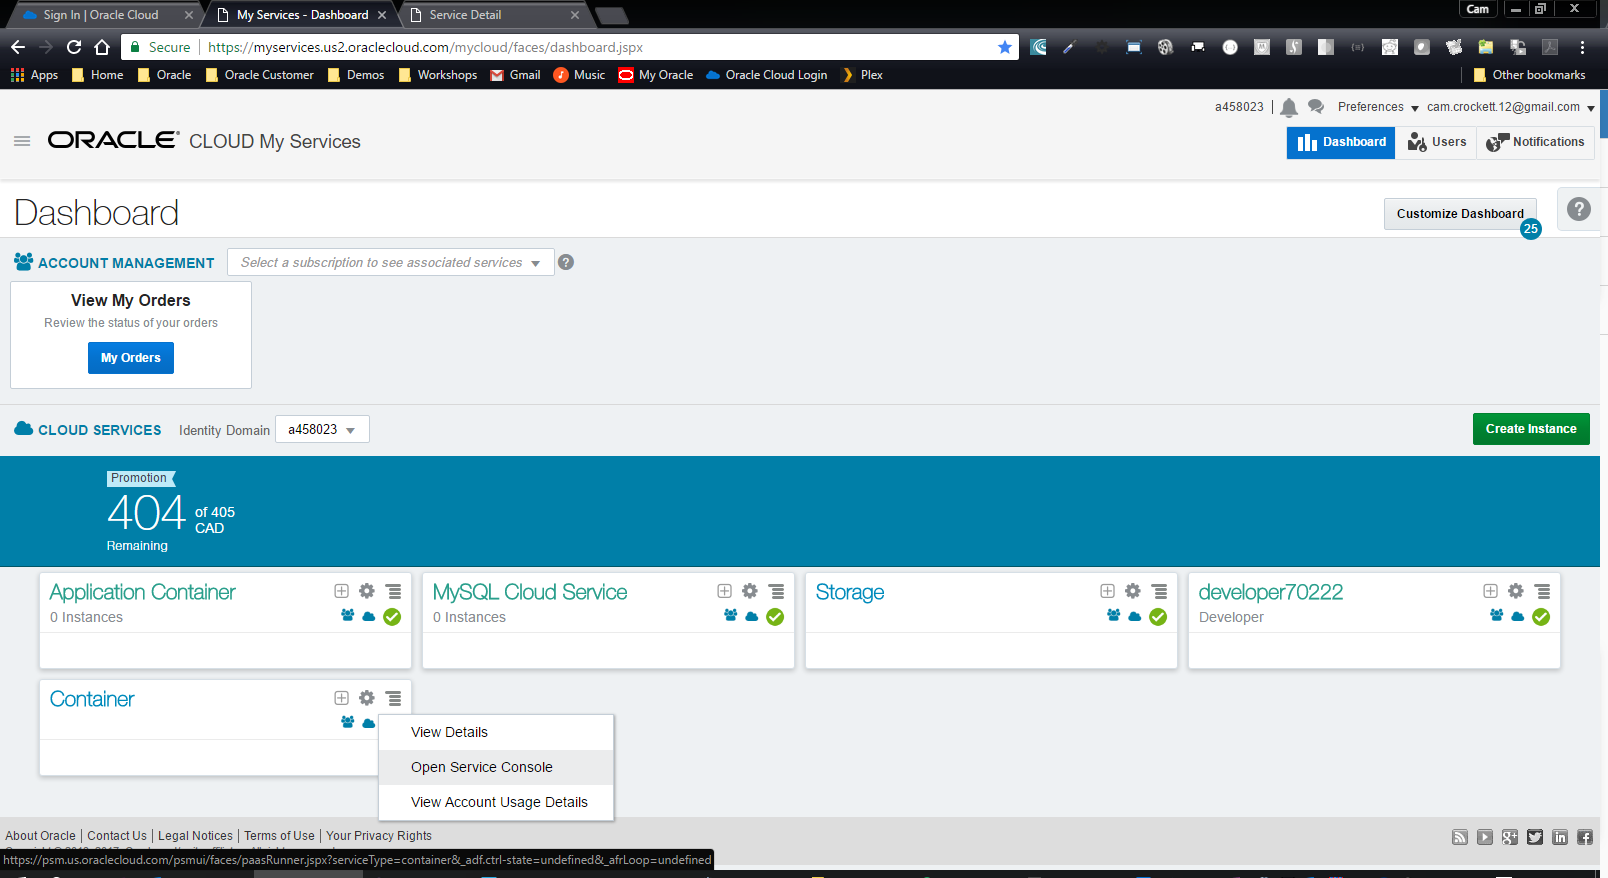 Sign In | Oracle Cloud
My Services - Dashboard
Service Detail
Cam
Secure
https://myservices.us2.oraclecloud.com/mycloud/faces/dashboard.jspx
Apps Home Oracle Oracle Customer Demos Workshops Gmail Music My Oracle Oracle Cloud Login Plex Other bookmarks
a458023 Preferences cam.crockett.12@gmail.com
ORACLE CLOUD My Services
Dashboard Users Notifications
Dashboard
Customize Dashboard
25
?
ACCOUNT MANAGEMENT Select a subscription to see associated services ?
View My Orders
Review the status of your orders
My Orders
CLOUD SERVICES Identity Domain a458023
Create Instance
Promotion
404 of 405
CAD
Remaining
Application Container
0 Instances
MySQL Cloud Service
0 Instances
Storage
developer70222
Developer
Container
View Details
Open Service Console
View Account Usage Details
About Oracle | Contact Us | Legal Notices | Terms of Use | Your Privacy Rights
https://psm.us.oraclecloud.com/psmui/faces/paasRunner.jspx?serviceType=container&_adf.ctrl-state=undefined&_afrLoop=undefined